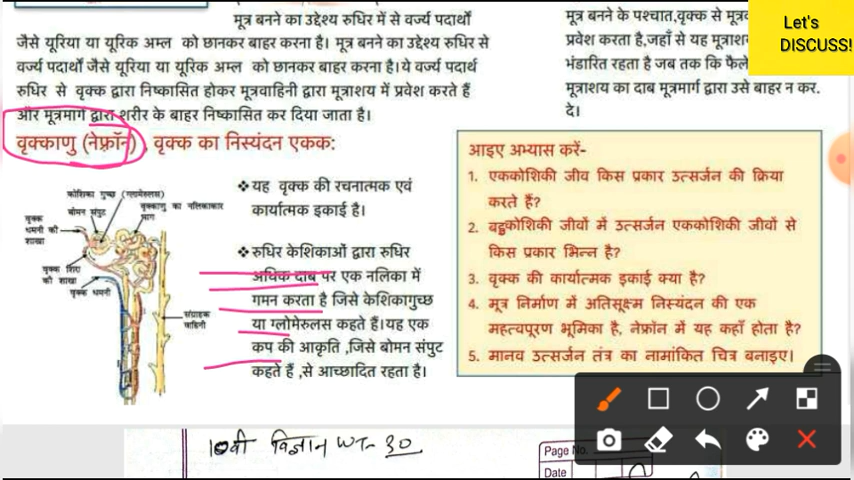 मूत्र बनने का उद्देश्य रुधिर में से वर्ज्य पदार्थों
जैसे यूरिया या यूरिक अम्ल को छानकर बाहर करना है। मूत्र बनने का उद्देश्य रुधिर से
वर्ज्य पदार्थों जैसे यूरिया या यूरिक अम्ल को छानकर बाहर करना है।ये वर्ज्य पदार्थ
रुधिर से वृक्क द्वारा निष्कासित होकर मूत्रवाहिनी द्वारा मूत्राशय में प्रवेश करते हैं
और मूत्रमार्ग द्वारा शरीर के बाहर निष्कासित कर दिया जाता है।
वृक्काणु (नेफ्रॉन) , वृक्क का निस्यंदन एकक:
कोशिका गुच्छ (ग्लोमेरुलस)
बोमन संपुट
वृक्काणु का नलिकाकार
भाग
वृक्क
धमनी की
शाखा
वृक्क शिरा
की शाखा
वृक्क धमनी
संग्राहक
वाहिनी
❖ यह वृक्क की रचनात्मक एवं
कार्यात्मक इकाई है।
❖ रुधिर केशिकाओं द्वारा रुधिर
अधिक दाब पर एक नलिका में
गमन करता है जिसे केशिकागुच्छ
या ग्लोमेरुलस कहते हैं।यह एक
कप की आकृति ,जिसे बोमन संपुट
कहते हैं ,से आच्छादित रहता है।
मूत्र बनने के पश्चात,वृक्क से
प्रवेश करता है,जहाँ से यह
भंडारित रहता है जब तक कि
मूत्राशय का दाब मूत्रमार्ग द्वारा उसे बाहर न कर.
दे।
Let's
DISCUSS!
आइए अभ्यास करें-
1. एककोशिकी जीव किस प्रकार उत्सर्जन की क्रिया
करते हैं?
2. बहुकोशिकी जीवों में उत्सर्जन एककोशिकी जीवों से
किस प्रकार भिन्न है?
3. वृक्क की कार्यात्मक इकाई क्या है?
4. मूत्र निर्माण में अतिसूक्ष्म निस्यंदन की एक
महत्वपूर्ण भूमिका है, नेफ्रॉन में यह कहाँ होता है?
5. मानव उत्सर्जन तंत्र का नामांकित चित्र बनाइए।
10वी विज्ञान WT- 30
Page No.
Date